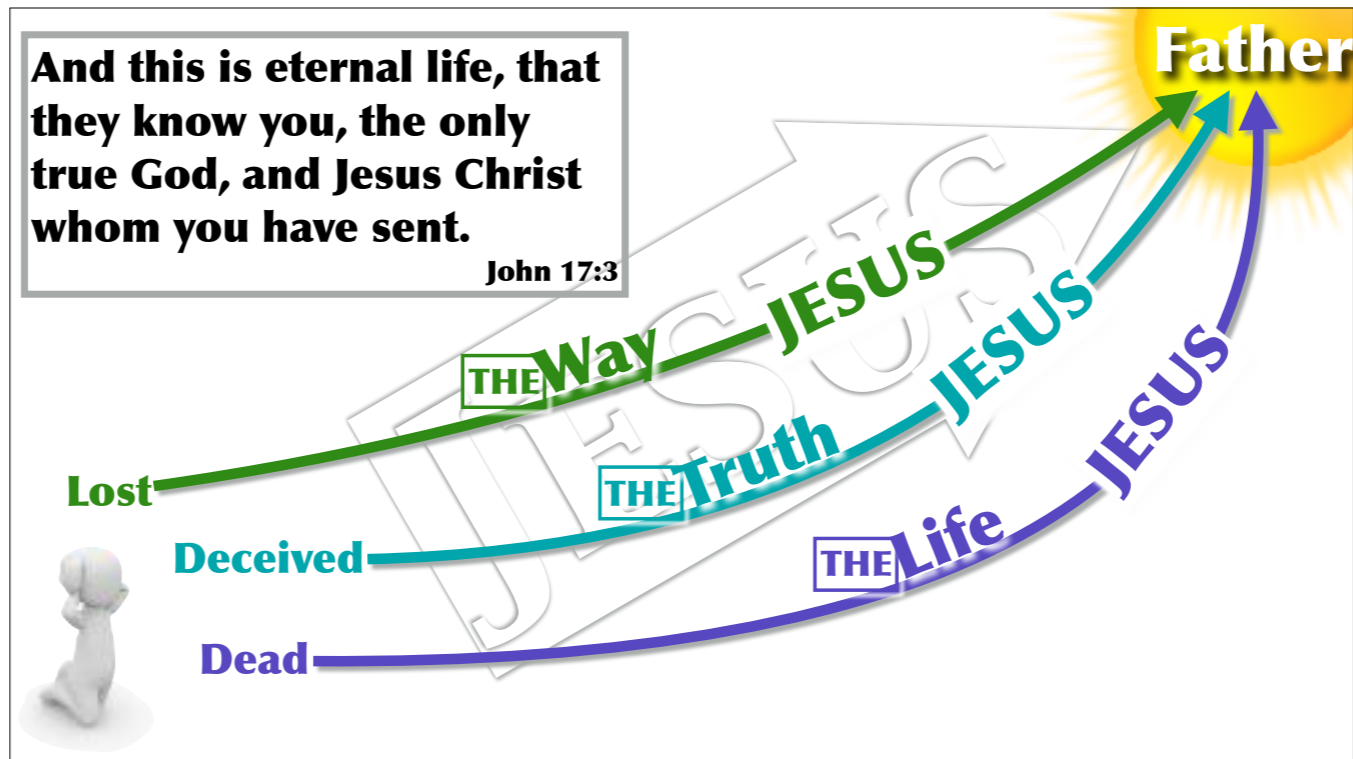 And this is eternal life, that
they know you, the only
true God, and Jesus Christ
whom you have sent.
John 17:3
Father
JESUS
Lost THE Way JESUS
Deceived THE Truth JESUS
Dead THE Life JESUS